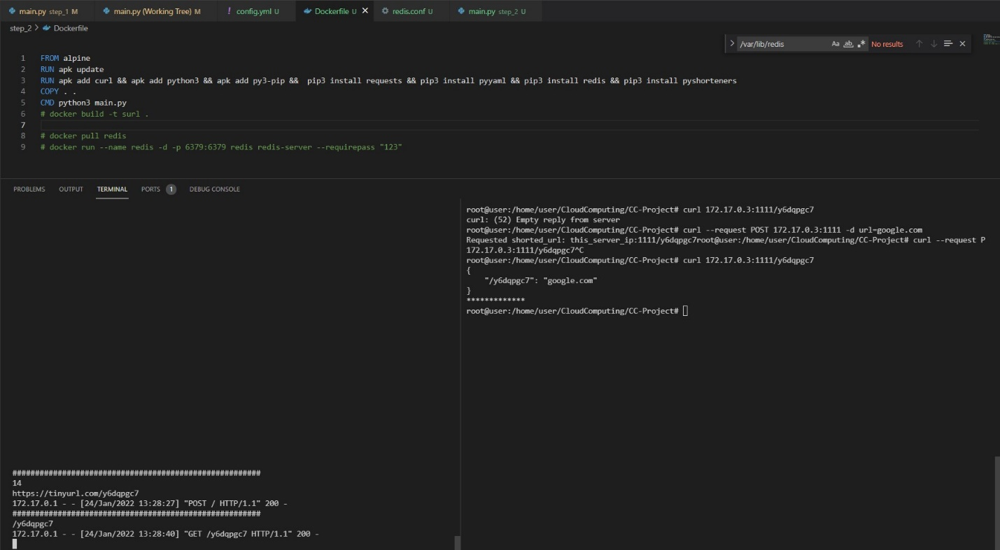 main.py step_1 M main.py (Working Tree) M ! config.yml U Dockerfile U redis.conf U main.py step_2 U
step_2 > Dockerfile
/var/lib/redis Aa ab .* No results
1 FROM alpine
2 RUN apk update
3 RUN apk add curl && apk add python3 && apk add py3-pip &&  pip3 install requests && pip3 install pyyaml && pip3 install redis && pip3 install pyshorteners
4 COPY . .
5 CMD python3 main.py
6 # docker build -t surl .
7
8 # docker pull redis
9 # docker run --name redis -d -p 6379:6379 redis redis-server --requirepass "123"
PROBLEMS OUTPUT TERMINAL PORTS 1 DEBUG CONSOLE
##########################################################
14
https://tinyurl.com/y6dqpgc7
172.17.0.1 - - [24/Jan/2022 13:28:27] "POST / HTTP/1.1" 200 -
##########################################################
/y6dqpgc7
172.17.0.1 - - [24/Jan/2022 13:28:40] "GET /y6dqpgc7 HTTP/1.1" 200 -
root@user:/home/user/CloudComputing/CC-Project# curl 172.17.0.3:1111/y6dqpgc7
curl: (52) Empty reply from server
root@user:/home/user/CloudComputing/CC-Project# curl --request POST 172.17.0.3:1111 -d url=google.com
Requested shorted_url: this_server_ip:1111/y6dqpgc7root@user:/home/user/CloudComputing/CC-Project# curl --request P
172.17.0.3:1111/y6dqpgc7^C
root@user:/home/user/CloudComputing/CC-Project# curl 172.17.0.3:1111/y6dqpgc7
{
    "/y6dqpgc7": "google.com"
}
*************
root@user:/home/user/CloudComputing/CC-Project#